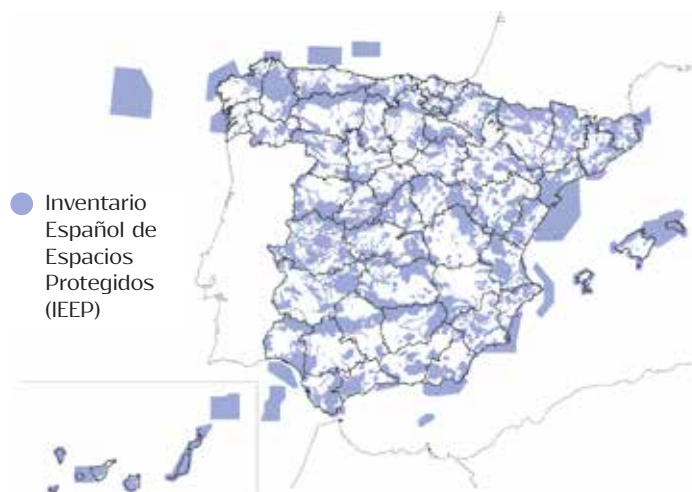 Inventario
Español de
Espacios
Protegidos
(IEEP)